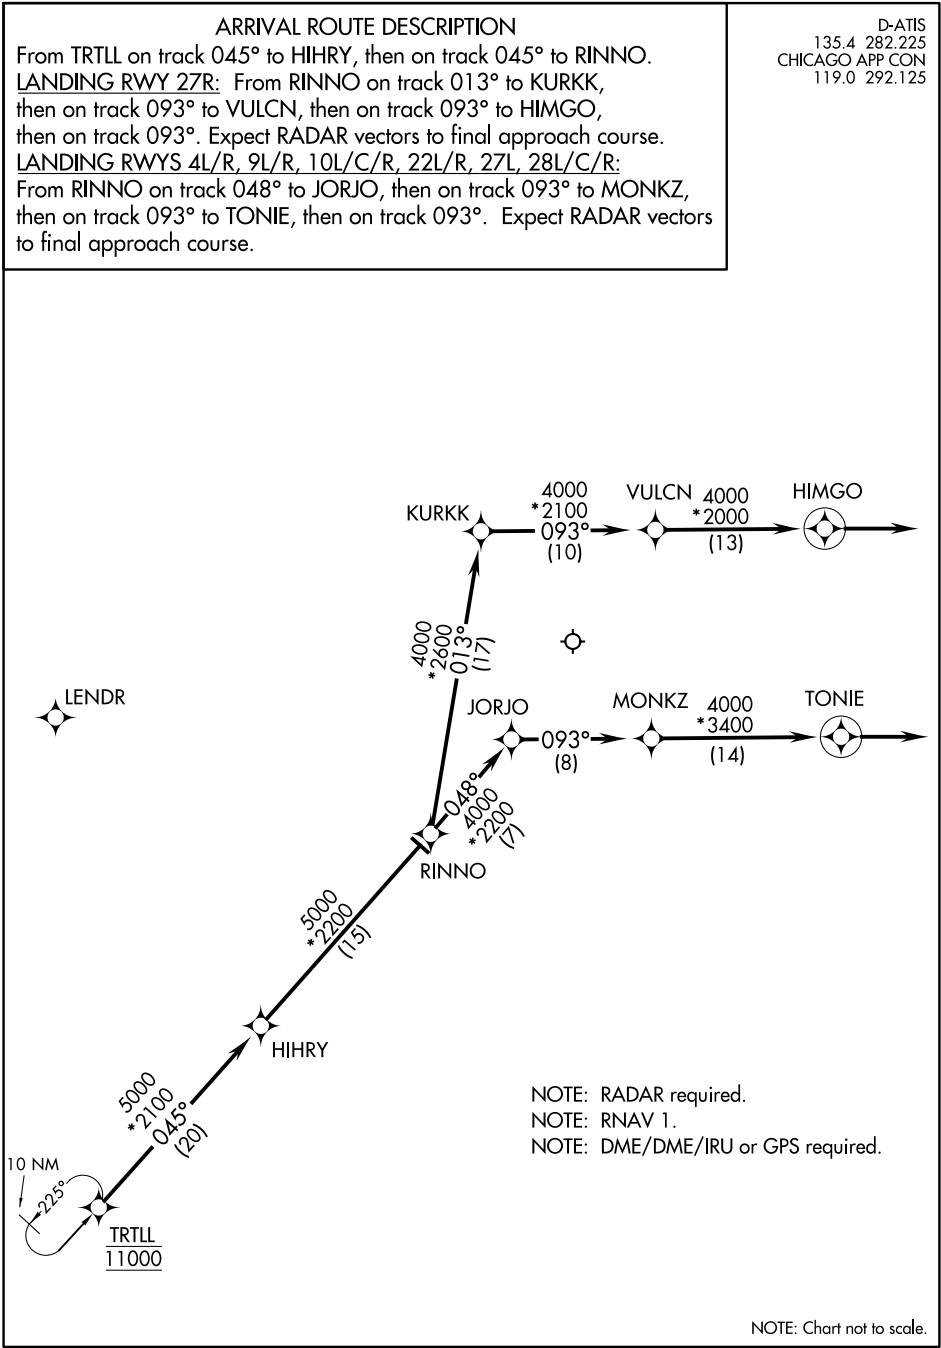 ARRIVAL ROUTE DESCRIPTION
From TRTLL on track 045° to HIHRY, then on track 045° to RINNO.
LANDING RWY 27R: From RINNO on track 013° to KURKK,
then on track 093° to VULCN, then on track 093° to HIMGO,
then on track 093°. Expect RADAR vectors to final approach course.
LANDING RWYS 4L/R, 9L/R, 10L/C/R, 22L/R, 27L, 28L/C/R:
From RINNO on track 048° to JORJO, then on track 093° to MONKZ,
then on track 093° to TONIE, then on track 093°. Expect RADAR vectors
to final approach course.
D-ATIS
135.4 282.225
CHICAGO APP CON
119.0 292.125
KURKK
4000
*2100
093°
(10)
VULCN
4000
*2000
(13)
HIMGO
4000
*2600
013°
(17)
LENDR
JORJO
093°
(8)
MONKZ
4000
*3400
(14)
TONIE
048°
4000
*2200
(7)
RINNO
5000
*2200
(15)
HIHRY
5000
*2100
045°
(20)
10 NM
225°
TRTLL
11000
NOTE: RADAR required.
NOTE: RNAV 1.
NOTE: DME/DME/IRU or GPS required.
NOTE: Chart not to scale.